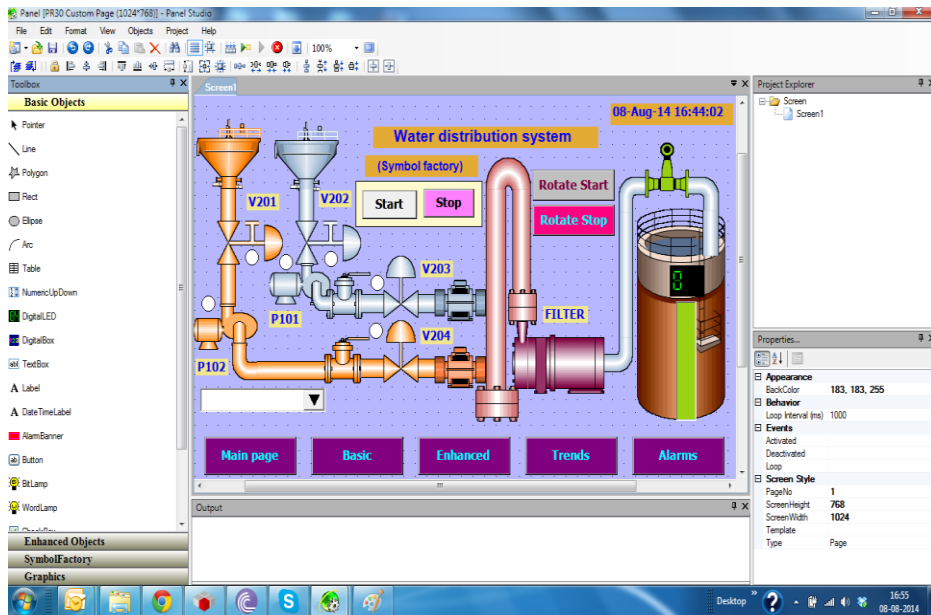 Panel [PR30 Custom Page (1024*768)] - Panel Studio
File Edit Format View Objects Project Help
100%
Toolbox
Basic Objects
Pointer
Line
Polygon
Rect
Ellipse
Arc
Table
NumericUpDown
DigitalLED
DigitalBox
TextBox
Label
DateTimeLabel
AlarmBanner
Button
BitLamp
WordLamp
Enhanced Objects
SymbolFactory
Graphics
Screen1
08-Aug-14 16:44:02
Water distribution system
(Symbol factory)
Start Stop
Rotate Start
Rotate Stop
V201
V202
V203
P101
FILTER
V204
P102
0
Main page Basic Enhanced Trends Alarms
Output
Project Explorer
Screen
Screen1
Properties...
Appearance
BackColor 183, 183, 255
Behavior
Loop Interval (ms) 1000
Events
Activated
Deactivated
Loop
Screen Style
PageNo 1
ScreenHeight 768
ScreenWidth 1024
Template
Type Page
Desktop
16:55
08-08-2014